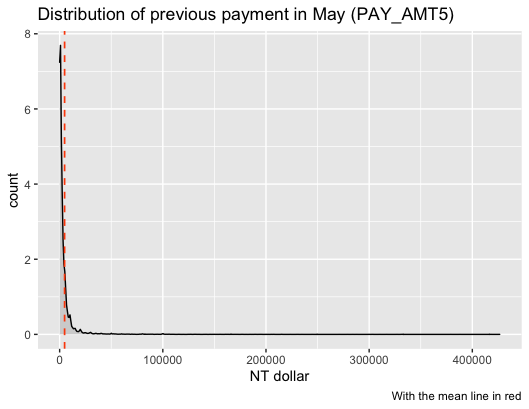 Distribution of previous payment in May (PAY_AMT5)
8
6
4
2
0
count
0 100000 200000 300000 400000
NT dollar
With the mean line in red